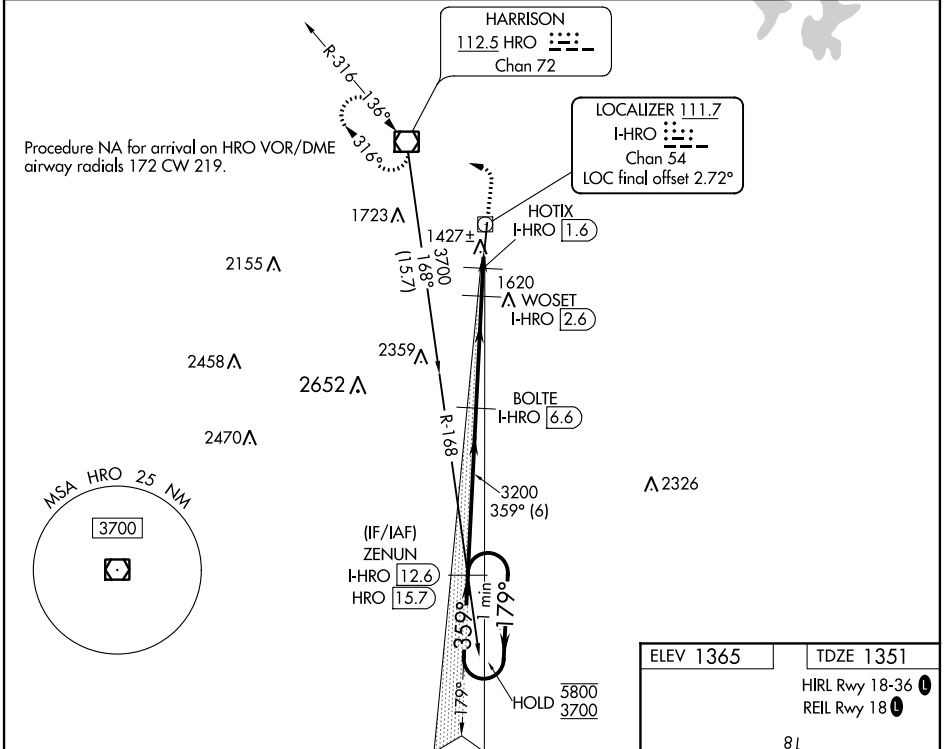 HARRISON
112.5 HRO
Chan 72
R-316
136°
316°
Procedure NA for arrival on HRO VOR/DME
airway radials 172 CW 219.
LOCALIZER 111.7
I-HRO
Chan 54
LOC final offset 2.72°
HOTIX
I-HRO 1.6
1723
1427±
3700
168°
(15.7)
2155
1620
WOSET
I-HRO 2.6
2458
2359
2652
BOLTE
I-HRO 6.6
R-168
2470
2326
MSA HRO 25 NM
3700
3200
359° (6)
(IF/IAF)
ZENUN
I-HRO 12.6
HRO 15.7
359°
1 min
179°
179°
HOLD 5800
3700
ELEV 1365
TDZE 1351
HIRL Rwy 18-36 L
REIL Rwy 18 L
18